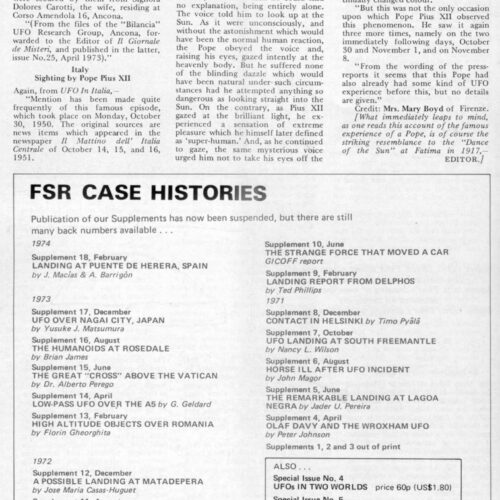 Dolores Carotti, the wife, residing at
Corso Amendola 16, Ancona.
"(From the files of the "Bilancia"
UFO Research Group, Ancona, for-
warded to the Editor of Il Giornale
de Misteri, and published in the latter,
issue No.25, April 1973),"
Italy
Sighting by Pope Pius XII
Again, from UFO In Italia,—
"Mention has been made quite
frequently of this famous episode,
which took place on Monday, October
30, 1950. The original sources are
news items which appeared in the
newspaper Il Mattino dell' Italia
Centrale of October 14, 15, and 16,
1951.
no explanation, being entirely alone.
The voice told him to look up at the
Sun. As it were unconsciously, and
without the astonishment which would
have been the normal human reaction,
the Pope obeyed the voice and,
raising his eyes, gazed intently at the
heavenly body. But he suffered none
of the blinding dazzle which would
have been natural under such circum-
stances had he attempted anything so
dangerous as looking straight into the
Sun. On the contrary, as Pius XII
gazed at the brilliant light, he ex-
perienced a sensation of extreme
pleasure which he himself later defined
as 'super-human.' And, as he continued
to gaze, the same mysterious voice
urged him not to take his eyes off the
"But this was not the only occasion
upon which Pope Pius XII observed
this phenomenon. He saw it again
three more times, namely on the two
immediately following days, October
30 and November 1, and on November
8.
"From the wording of the press-
reports it seems that this Pope had
also already had some kind of UFO
experience before this, but no details
are given."
Credit: Mrs. Mary Boyd of Firenze.
[What immediately leaps to mind,
as one reads this account of the famous
experience of a Pope, is of course the
striking resemblance to the "Dance
of the Sun" at Fatima in 1917,—
EDITOR.]
FSR CASE HISTORIES
Publication of our Supplements has now been suspended, but there are still
many back numbers available . . .
1974
Supplement 18, February
LANDING AT PUENTE DE HERERA, SPAIN
by J. Macías & A. Barrigón
1973
Supplement 17, December
UFO OVER NAGAI CITY, JAPAN
by Yusuke J. Matsumura
Supplement 16, August
THE HUMANOIDS AT ROSEDALE
by Brian James
Supplement 15, June
THE GREAT "CROSS" ABOVE THE VATICAN
by Dr. Alberto Perego
Supplement 14, April
LOW-PASS UFO OVER THE A5 by G. Geldard
Supplement 13, February
HIGH ALTITUDE OBJECTS OVER ROMANIA
by Florin Gheorghita
1972
Supplement 12, December
A POSSIBLE LANDING AT MATADEPERA
by Jose Maria Casas-Huguet
Supplement 10, June
THE STRANGE FORCE THAT MOVED A CAR
GICOFF report
Supplement 9, February
LANDING REPORT FROM DELPHOS
by Ted Phillips
1971
Supplement 8, December
CONTACT IN HELSINKI by Timo Pyälä
Supplement 7, October
UFO LANDING AT SOUTH FREEMANTLE
by Nancy L. Wilson
Supplement 6, August
HORSE ILL AFTER UFO INCIDENT
by John Magor
Supplement 5, June
THE REMARKABLE LANDING AT LAGOA
NEGRA by Jader U. Pereira
Supplement 4, April
OLAF DAVY AND THE WROXHAM UFO
by Peter Johnson
Supplements 1, 2 and 3 out of print
ALSO . . .
Special Issue No. 4
UFOs IN TWO WORLDS price 60p (US$1.80)